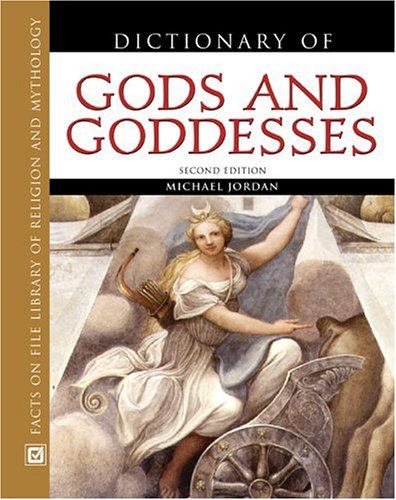 DICTIONARY OF
GODS AND
GODDESSES
SECOND EDITION
MICHAEL JORDAN
FACTS ON FILE LIBRARY OF RELIGION AND MYTHOLOGY